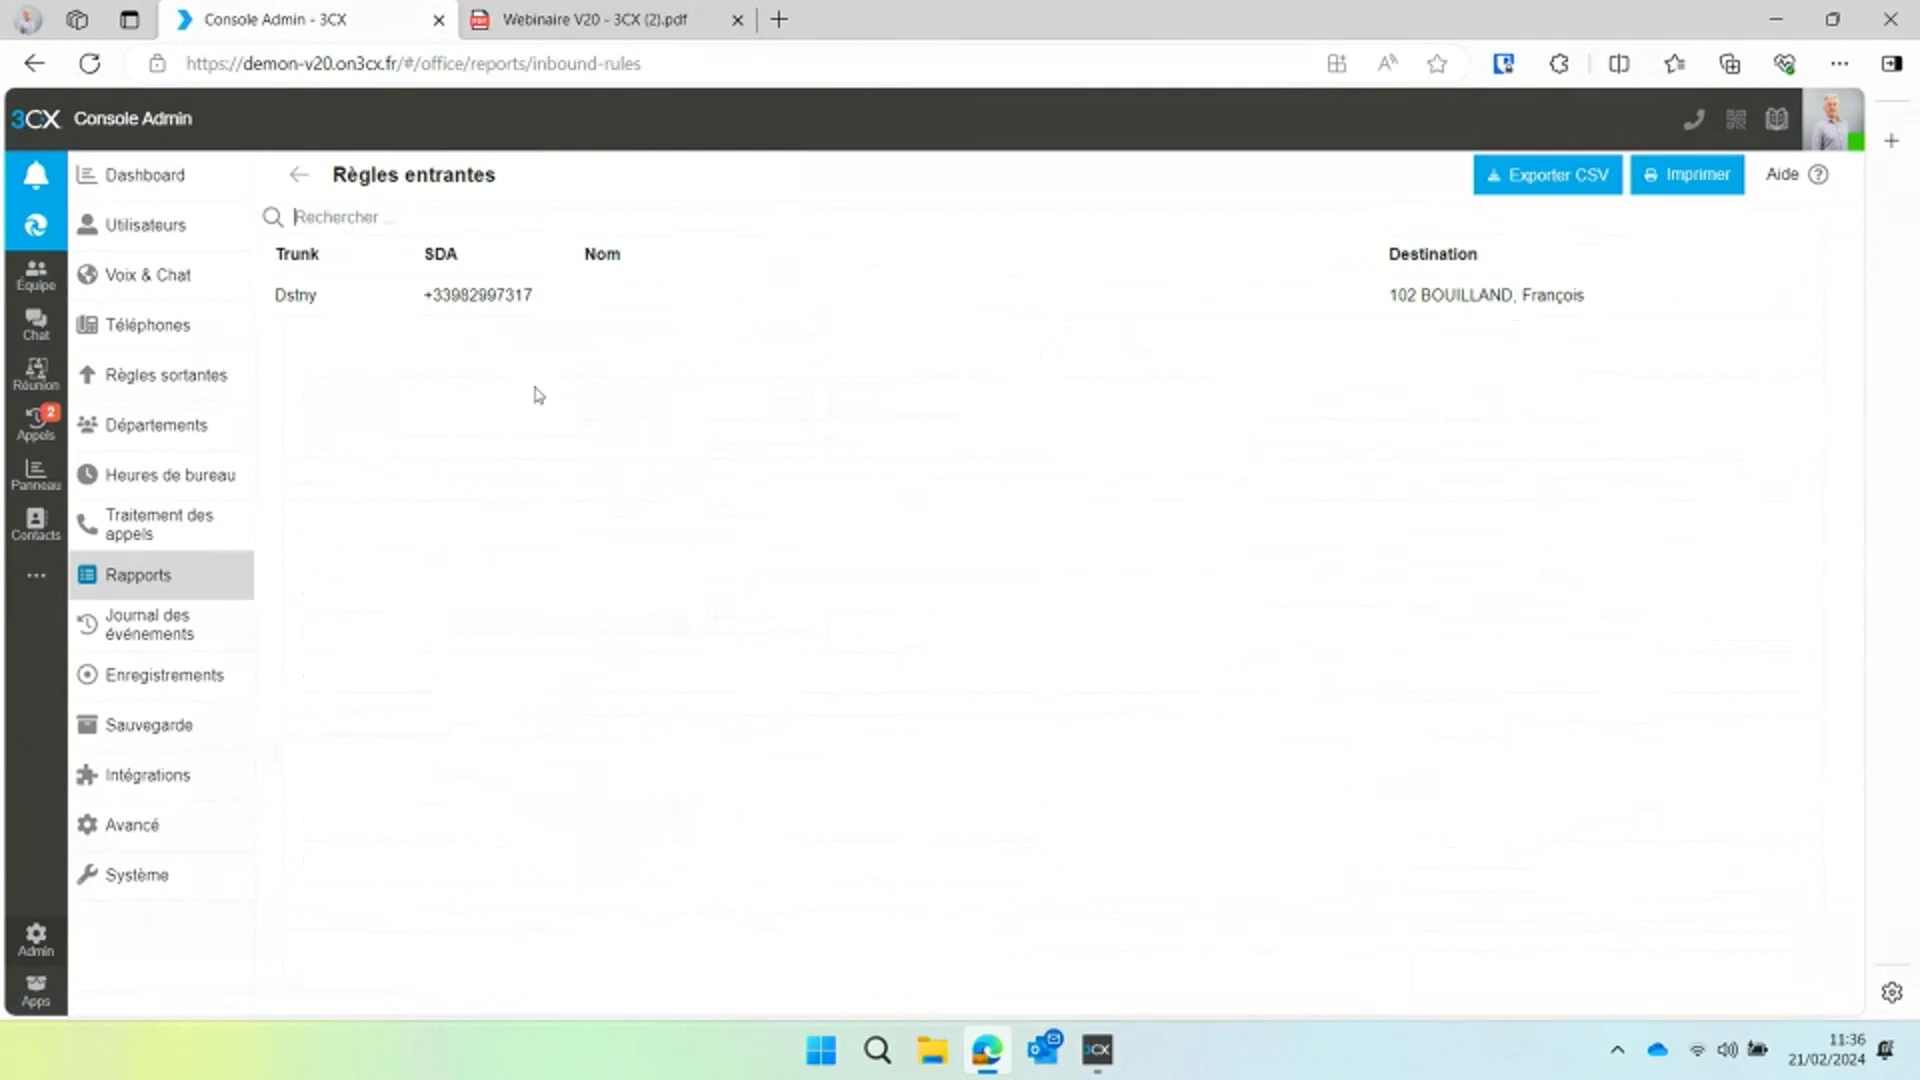 Console Admin - 3CX
Webinaire V20 - 3CX (2).pdf
https://demon-v20.on3cx.fr/#/office/reports/inbound-rules
3CX Console Admin
Dashboard
Règles entrantes
Exporter CSV
Imprimer
Aide
Utilisateurs
Rechercher ...
Trunk
SDA
Nom
Destination
Dstny
+33982997317
102 BOUILLAND, François
Voix & Chat
Téléphones
Règles sortantes
Départements
Heures de bureau
Traitement des
appels
Rapports
Journal des
événements
Enregistrements
Sauvegarde
Intégrations
Avancé
Système
Équipe
Chat
Réunion
2
Appels
Panneau
Contacts
Admin
Apps
3CX
11:36
21/02/2024